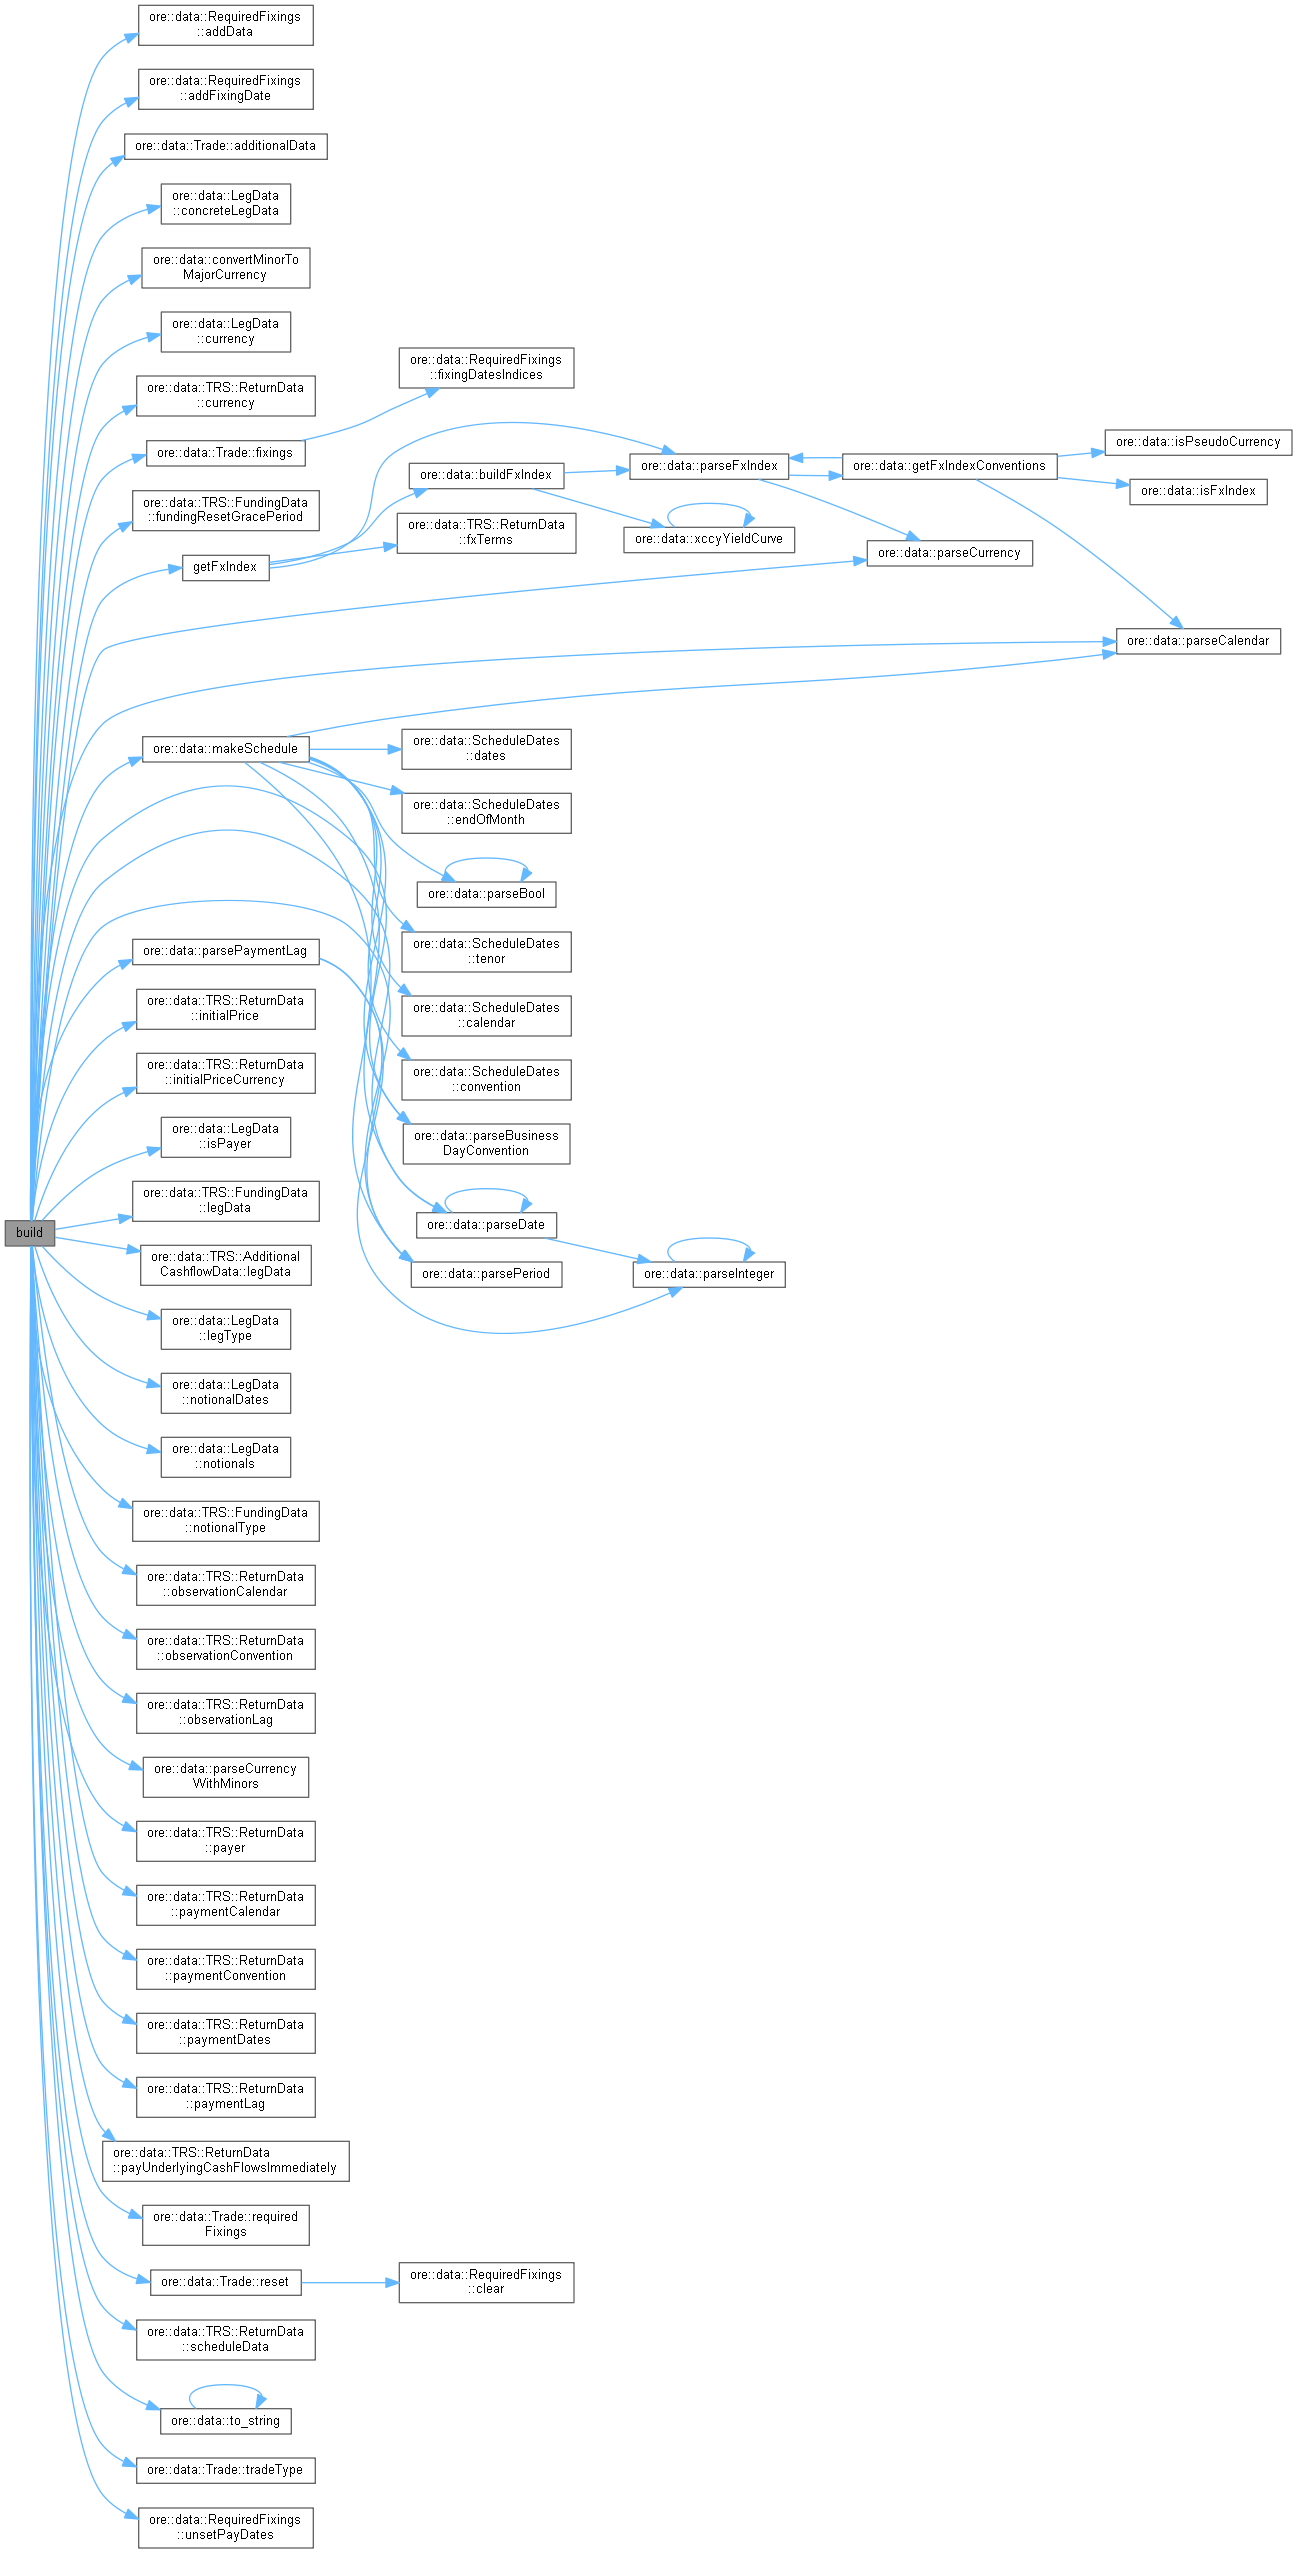 ore::data::RequiredFixings
::addData
ore::data::RequiredFixings
::addFixingDate
ore::data::Trade::additionalData
ore::data::LegData
::concreteLegData
ore::data::convertMinorTo
MajorCurrency
ore::data::LegData
::currency
ore::data::TRS::ReturnData
::currency
ore::data::Trade::fixings
ore::data::RequiredFixings
::fixingDatesIndices
ore::data::TRS::FundingData
::fundingResetGracePeriod
getFxIndex
ore::data::buildFxIndex
ore::data::parseFxIndex
ore::data::getFxIndexConventions
ore::data::isPseudoCurrency
ore::data::isFxIndex
ore::data::TRS::ReturnData
::fxTerms
ore::data::xccyYieldCurve
ore::data::parseCurrency
ore::data::parseCalendar
ore::data::makeSchedule
ore::data::ScheduleDates
::dates
ore::data::ScheduleDates
::endOfMonth
ore::data::parseBool
ore::data::ScheduleDates
::tenor
ore::data::ScheduleDates
::calendar
ore::data::ScheduleDates
::convention
ore::data::parseBusiness
DayConvention
ore::data::parseDate
ore::data::parsePeriod
ore::data::parseInteger
ore::data::parsePaymentLag
ore::data::TRS::ReturnData
::initialPrice
ore::data::TRS::ReturnData
::initialPriceCurrency
ore::data::LegData
::isPayer
ore::data::TRS::FundingData
::legData
build
ore::data::TRS::Additional
CashflowData::legData
ore::data::LegData
::legType
ore::data::LegData
::notionalDates
ore::data::LegData
::notionals
ore::data::TRS::FundingData
::notionalType
ore::data::TRS::ReturnData
::observationCalendar
ore::data::TRS::ReturnData
::observationConvention
ore::data::TRS::ReturnData
::observationLag
ore::data::parseCurrency
WithMinors
ore::data::TRS::ReturnData
::payer
ore::data::TRS::ReturnData
::paymentCalendar
ore::data::TRS::ReturnData
::paymentConvention
ore::data::TRS::ReturnData
::paymentDates
ore::data::TRS::ReturnData
::paymentLag
ore::data::TRS::ReturnData
::payUnderlyingCashFlowsImmediately
ore::data::Trade::required
Fixings
ore::data::Trade::reset
ore::data::RequiredFixings
::clear
ore::data::TRS::ReturnData
::scheduleData
ore::data::to_string
ore::data::Trade::tradeType
ore::data::RequiredFixings
::unsetPayDates